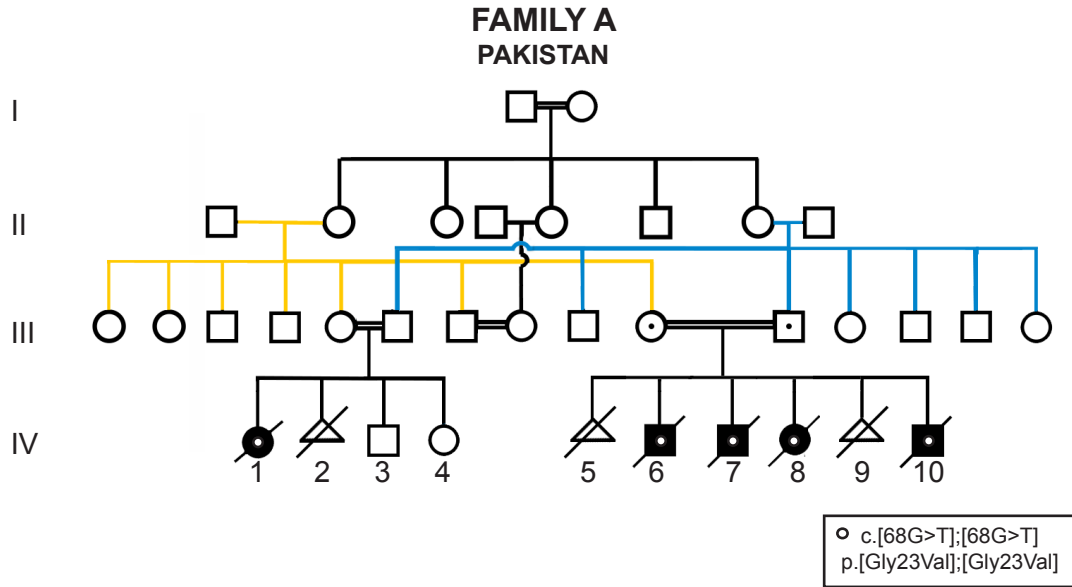 FAMILY A
PAKISTAN
I
II
III
IV
1 2 3 4 5 6 7 8 9 10
c.[68G>T];[68G>T]
p.[Gly23Val];[Gly23Val]